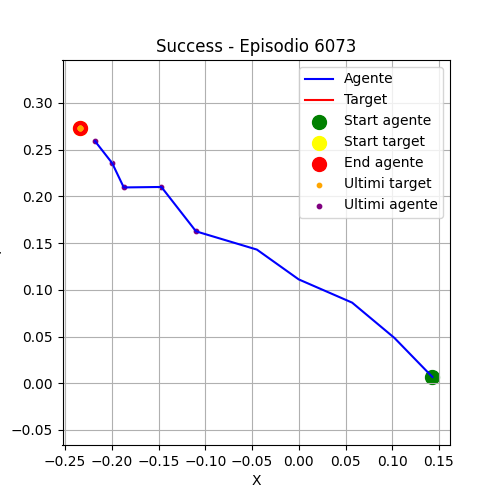 Success - Episodio 6073
Agente
Target
Start agente
Start target
End agente
Ultimi target
Ultimi agente
0.30
0.25
0.20
0.15
0.10
0.05
0.00
−0.05
−0.25 −0.20 −0.15 −0.10 −0.05 0.00 0.05 0.10 0.15
X